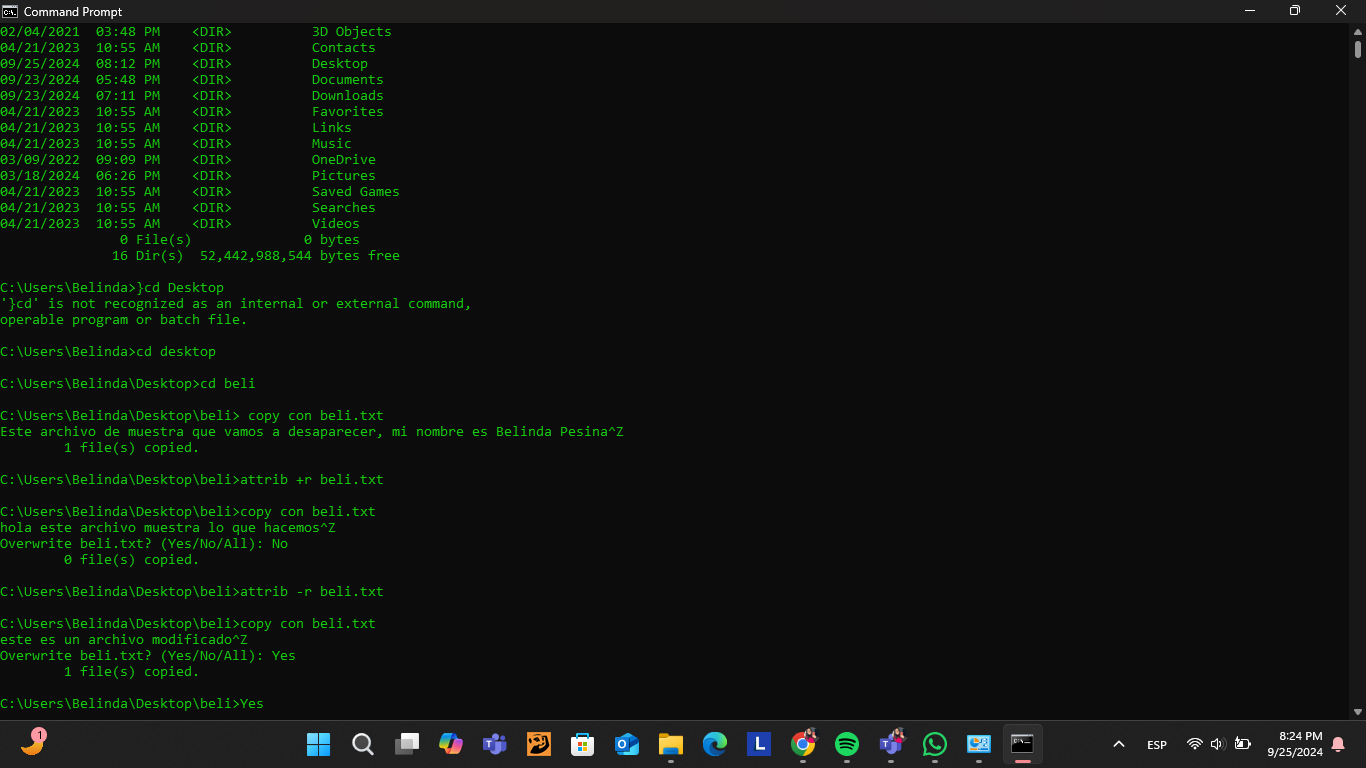 Command Prompt
02/04/2021  03:48 PM    <DIR>          3D Objects
04/21/2023  10:55 AM    <DIR>          Contacts
09/25/2024  08:12 PM    <DIR>          Desktop
09/23/2024  05:48 PM    <DIR>          Documents
09/23/2024  07:11 PM    <DIR>          Downloads
04/21/2023  10:55 AM    <DIR>          Favorites
04/21/2023  10:55 AM    <DIR>          Links
04/21/2023  10:55 AM    <DIR>          Music
03/09/2022  09:09 PM    <DIR>          OneDrive
03/18/2024  06:26 PM    <DIR>          Pictures
04/21/2023  10:55 AM    <DIR>          Saved Games
04/21/2023  10:55 AM    <DIR>          Searches
04/21/2023  10:55 AM    <DIR>          Videos
               0 File(s)              0 bytes
              16 Dir(s)  52,442,988,544 bytes free
C:\Users\Belinda>}cd Desktop
'}cd' is not recognized as an internal or external command,
operable program or batch file.
C:\Users\Belinda>cd desktop
C:\Users\Belinda\Desktop>cd beli
C:\Users\Belinda\Desktop\beli> copy con beli.txt
Este archivo de muestra que vamos a desaparecer, mi nombre es Belinda Pesina^Z
        1 file(s) copied.
C:\Users\Belinda\Desktop\beli>attrib +r beli.txt
C:\Users\Belinda\Desktop\beli>copy con beli.txt
hola este archivo muestra lo que hacemos^Z
Overwrite beli.txt? (Yes/No/All): No
        0 file(s) copied.
C:\Users\Belinda\Desktop\beli>attrib -r beli.txt
C:\Users\Belinda\Desktop\beli>copy con beli.txt
este es un archivo modificado^Z
Overwrite beli.txt? (Yes/No/All): Yes
        1 file(s) copied.
C:\Users\Belinda\Desktop\beli>Yes
1
L
ESP
8:24 PM
9/25/2024